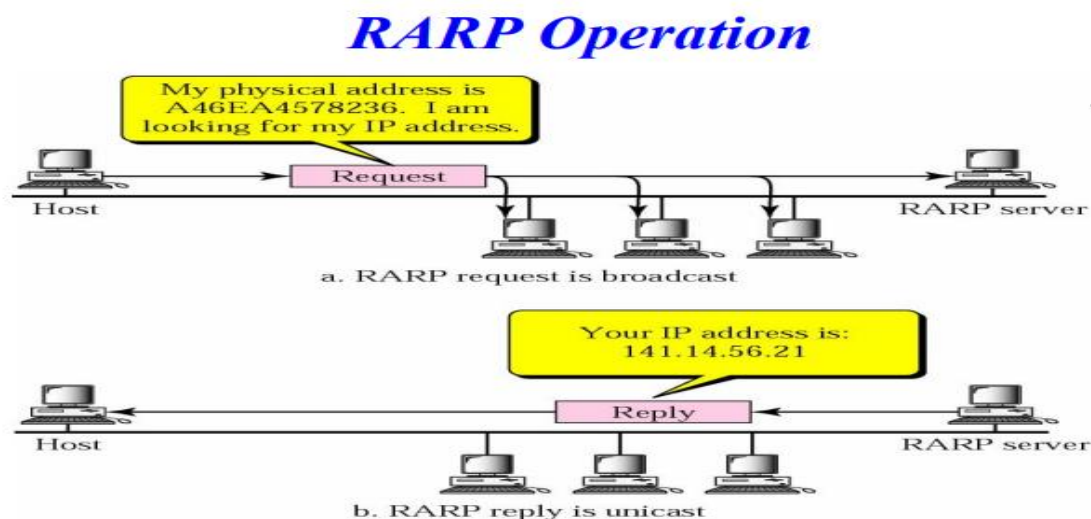 RARP Operation
My physical address is
A46EA4578236. I am
looking for my IP address.
Request
Host
RARP server
a. RARP request is broadcast
Your IP address is:
141.14.56.21
Reply
Host
RARP server
b. RARP reply is unicast